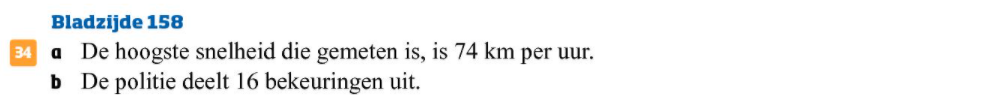 Bladzijde 158
34 a De hoogste snelheid die gemeten is, is 74 km per uur.
b De politie deelt 16 bekeuringen uit.